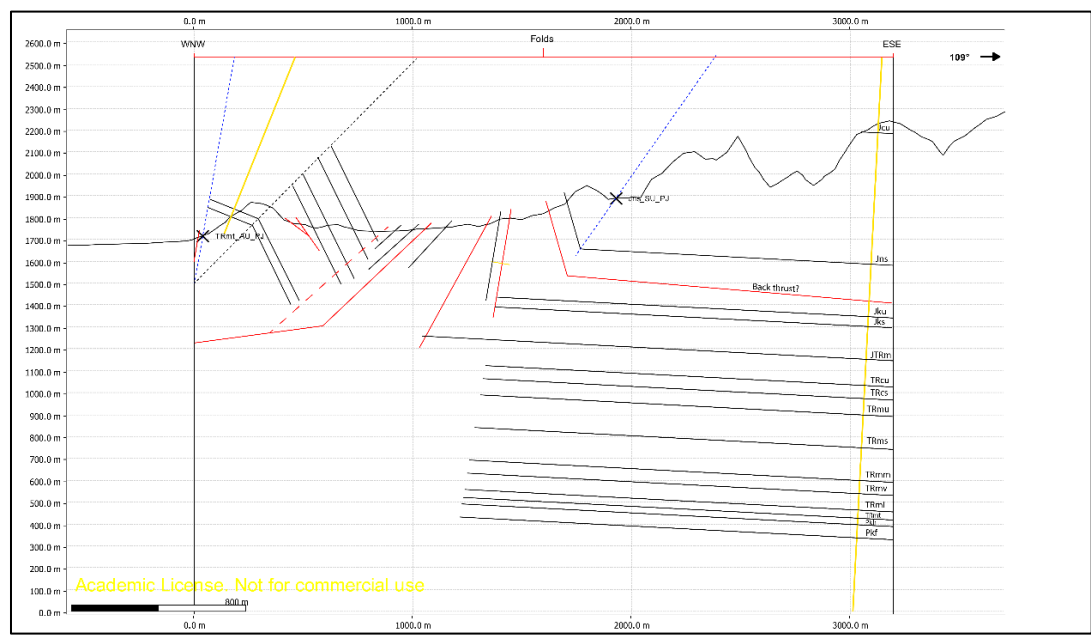 0.0 m 1000.0 m 2000.0 m 3000.0 m
2600.0 m
WNW Folds ESE
2500.0 m
109°
2400.0 m
2300.0 m
2200.0 m
Jcu
2100.0 m
2000.0 m
1900.0 m
Jns_SU_PJ
1800.0 m
TRmt_AU_PJ
1700.0 m
1600.0 m
Jns
1500.0 m
Back thrust?
1400.0 m
Jku
Jks
1300.0 m
1200.0 m
JTRm
1100.0 m
TRcu
1000.0 m
TRcs
TRmu
900.0 m
800.0 m
TRms
700.0 m
TRmm
600.0 m
TRmv
500.0 m
TRml
TRmt
400.0 m
Pkf
300.0 m
200.0 m
100.0 m
Academic License. Not for commercial use
800 m
0.0 m
0.0 m 1000.0 m 2000.0 m 3000.0 m